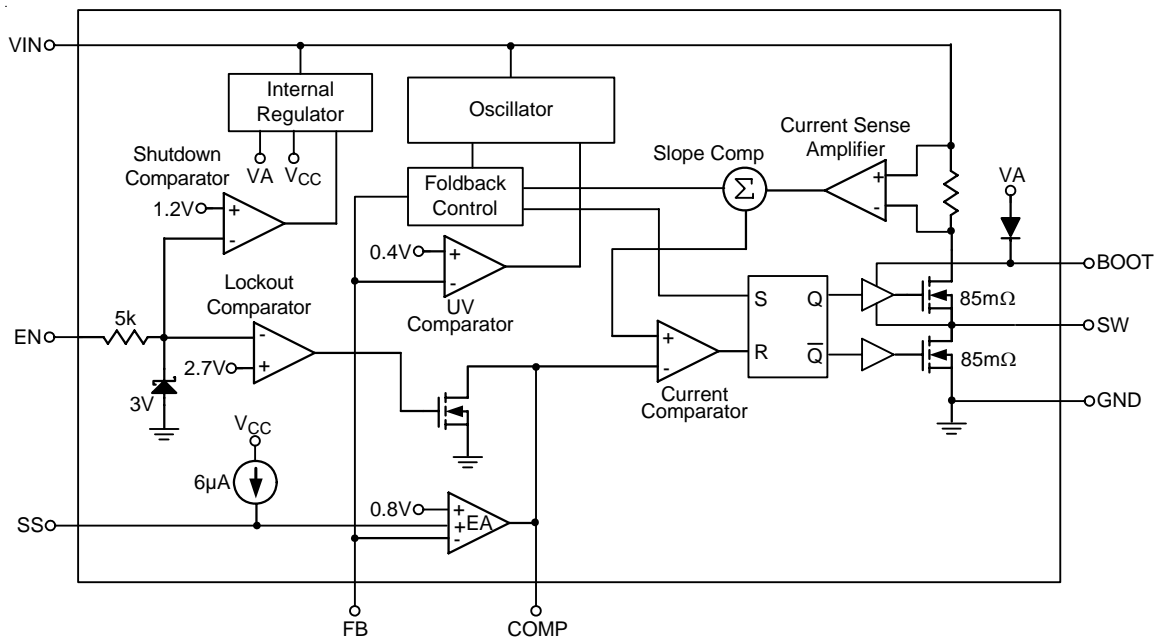 VIN
Internal
Regulator
Oscillator
Current Sense
Amplifier
Shutdown
Comparator
VA
VCC
Slope Comp
Foldback
Control
Σ
+
-
VA
1.2V
+
-
0.4V
+
-
UV
Comparator
BOOT
Lockout
Comparator
S
Q
85mΩ
EN
5k
-
+
2.7V
SW
+
-
R
Q
85mΩ
Current
Comparator
3V
GND
VCC
6µA
0.8V
+
+
-
EA
SS
FB
COMP